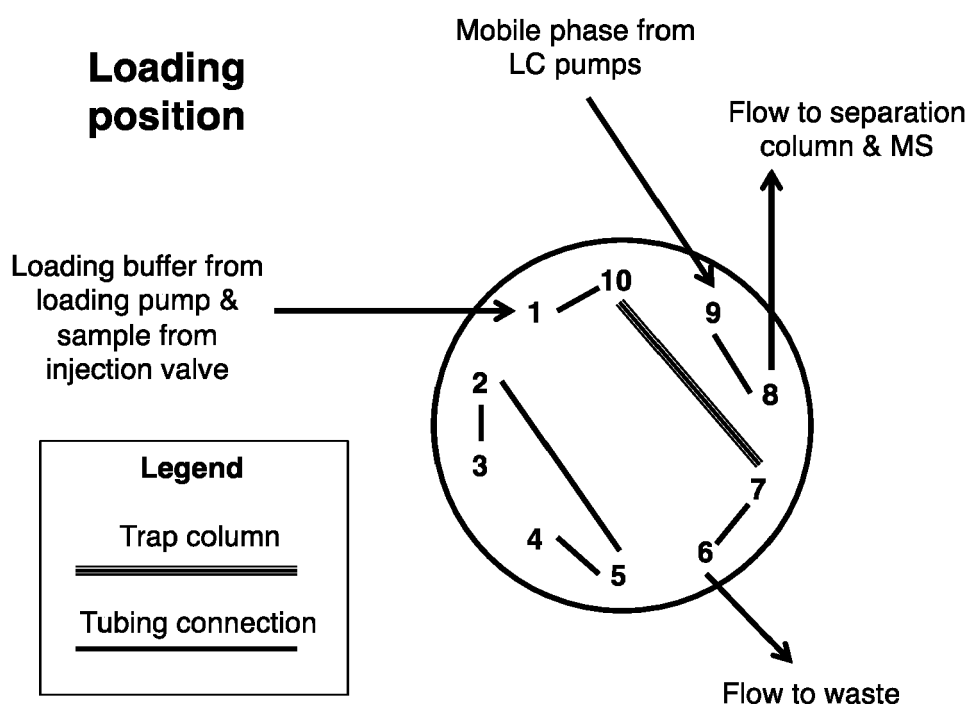 Loading
position
Mobile phase from
LC pumps
Flow to separation
column & MS
Loading buffer from
loading pump &
sample from
injection valve
10
1
9
2
8
3
7
4
6
5
Legend
Trap column
Tubing connection
Flow to waste